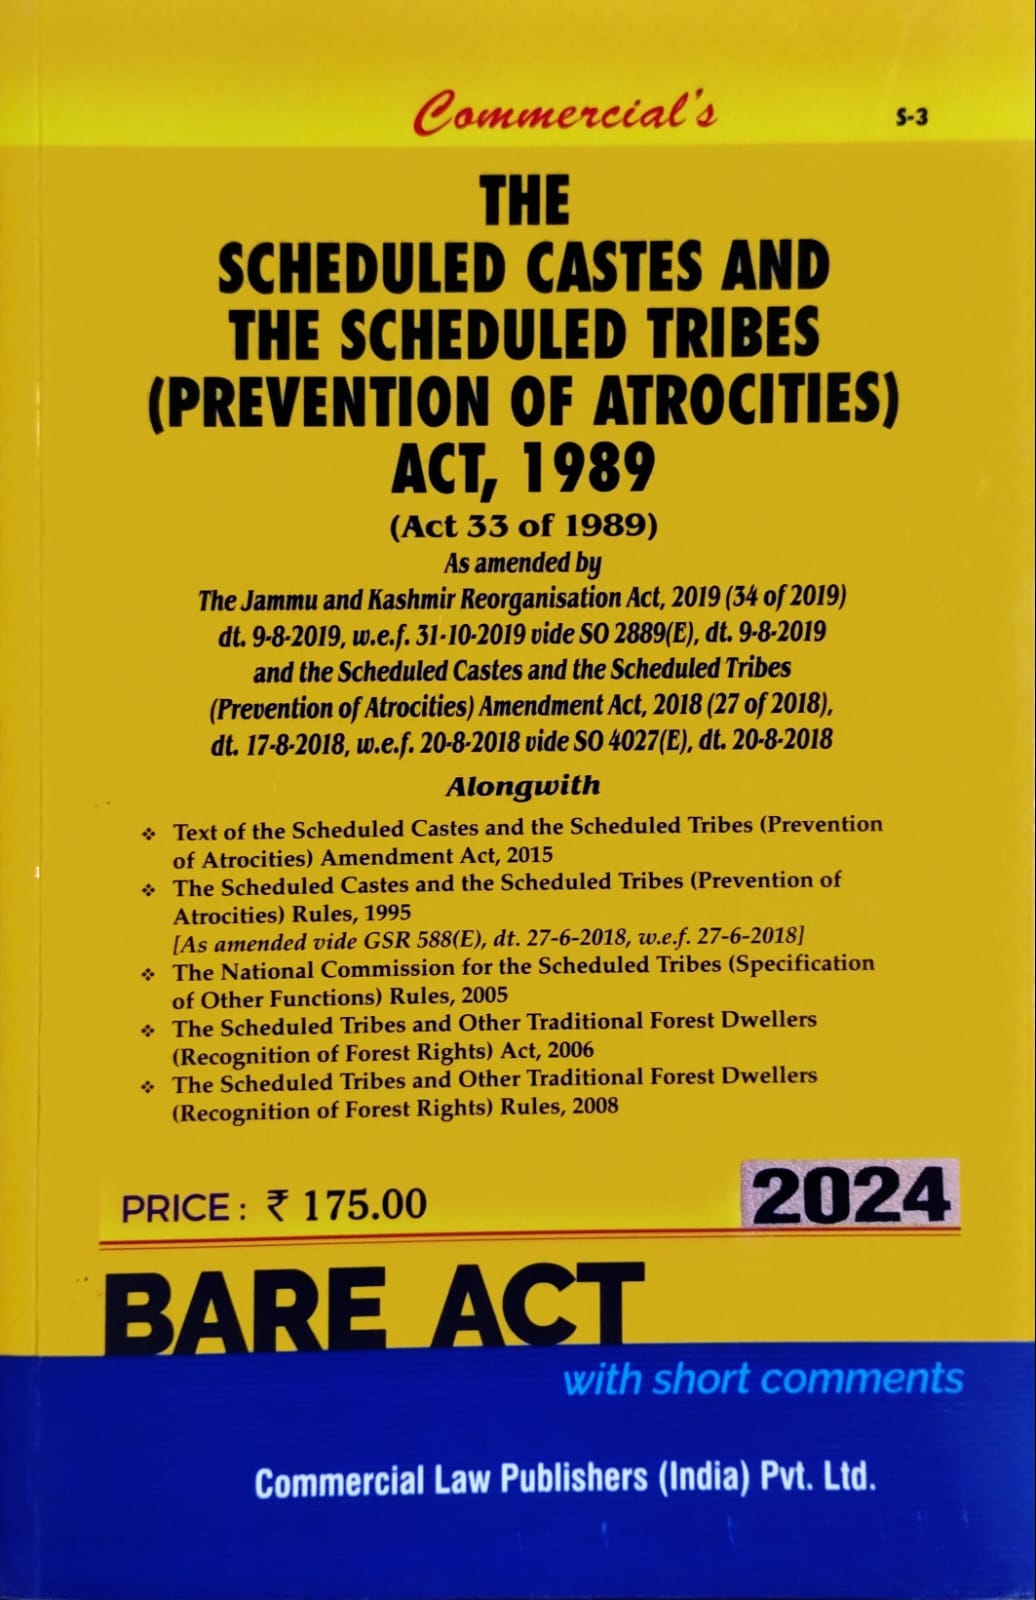 Commercial's
S-3
THE
SCHEDULED CASTES AND
THE SCHEDULED TRIBES
(PREVENTION OF ATROCITIES)
ACT, 1989
(Act 33 of 1989)
As amended by
The Jammu and Kashmir Reorganisation Act, 2019 (34 of 2019)
dt. 9-8-2019, w.e.f. 31-10-2019 vide SO 2889(E), dt. 9-8-2019
and the Scheduled Castes and the Scheduled Tribes
(Prevention of Atrocities) Amendment Act, 2018 (27 of 2018),
dt. 17-8-2018, w.e.f. 20-8-2018 vide SO 4027(E), dt. 20-8-2018
Alongwith
❖ Text of the Scheduled Castes and the Scheduled Tribes (Prevention
of Atrocities) Amendment Act, 2015
❖ The Scheduled Castes and the Scheduled Tribes (Prevention of
Atrocities) Rules, 1995
[As amended vide GSR 588(E), dt. 27-6-2018, w.e.f. 27-6-2018]
❖ The National Commission for the Scheduled Tribes (Specification
of Other Functions) Rules, 2005
❖ The Scheduled Tribes and Other Traditional Forest Dwellers
(Recognition of Forest Rights) Act, 2006
❖ The Scheduled Tribes and Other Traditional Forest Dwellers
(Recognition of Forest Rights) Rules, 2008
PRICE : ₹ 175.00
2024
BARE ACT
with short comments
Commercial Law Publishers (India) Pvt. Ltd.